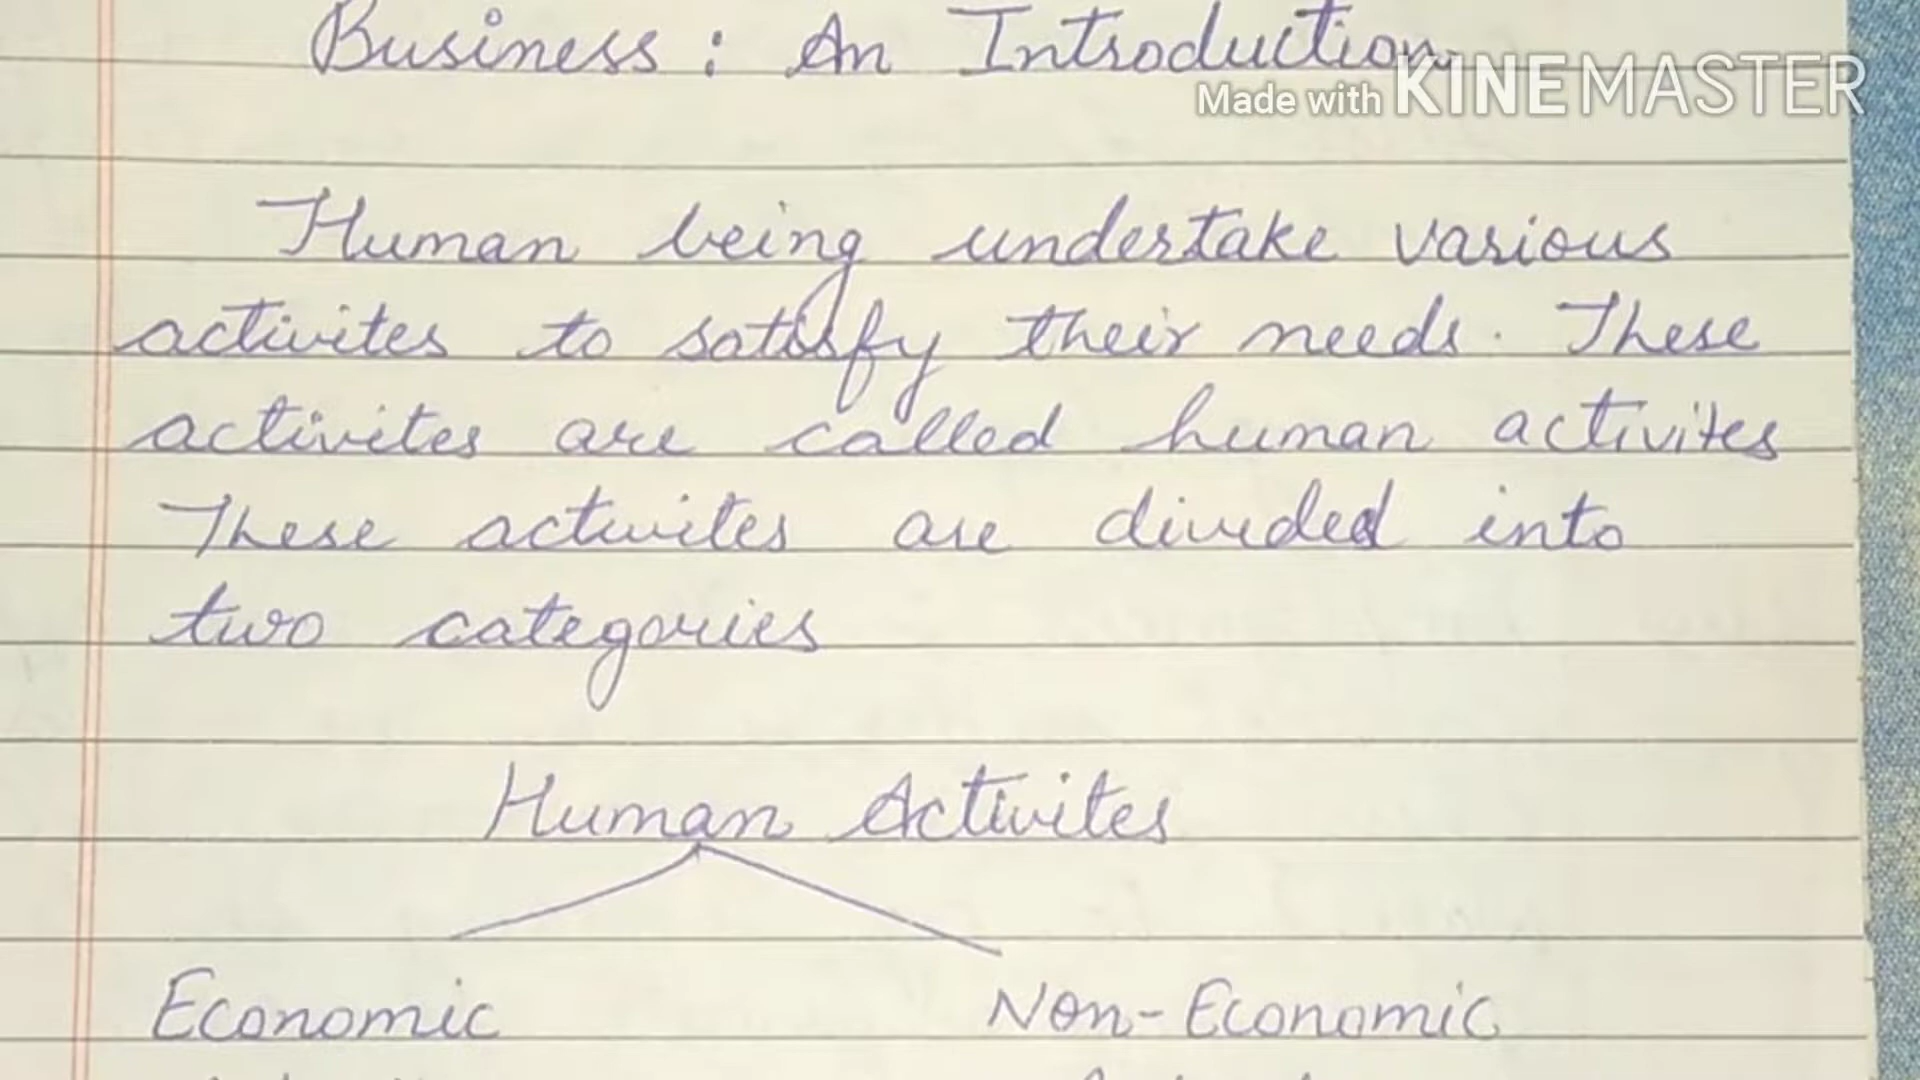 Business : An Introduction
Made with KINEMASTER
Human being undertake various
activites to satisfy their needs. These
activites are called human activites
These activites are divided into
two categories
Human Activites
Economic
Non-Economic